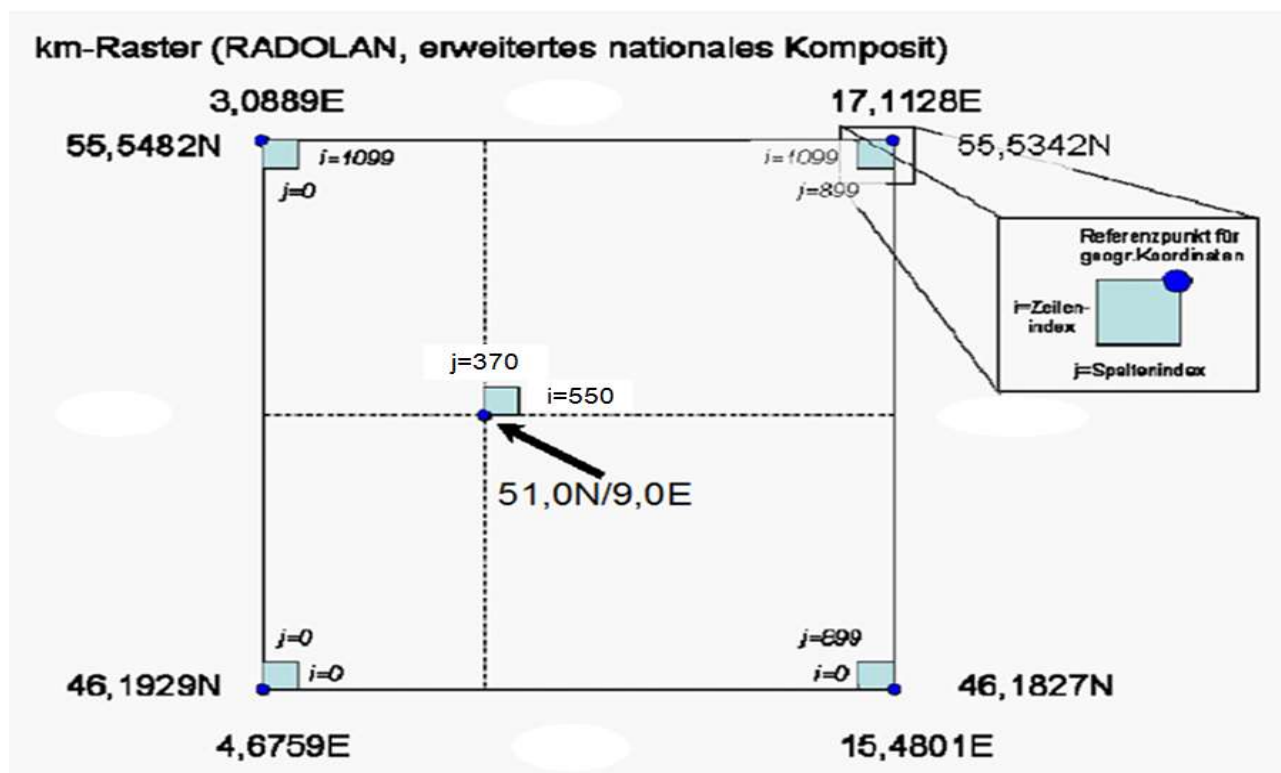 km-Raster (RADOLAN, erweitertes nationales Komposit)
3,0889E
17,1128E
55,5482N
i=1099
j=0
i=1099
j=899
55,5342N
Referenzpunkt für
geogr.Koordinaten
i=Zeilen-
index
j=Spaltenindex
j=370
i=550
51,0N/9,0E
j=0
i=0
j=899
i=0
46,1929N
46,1827N
4,6759E
15,4801E